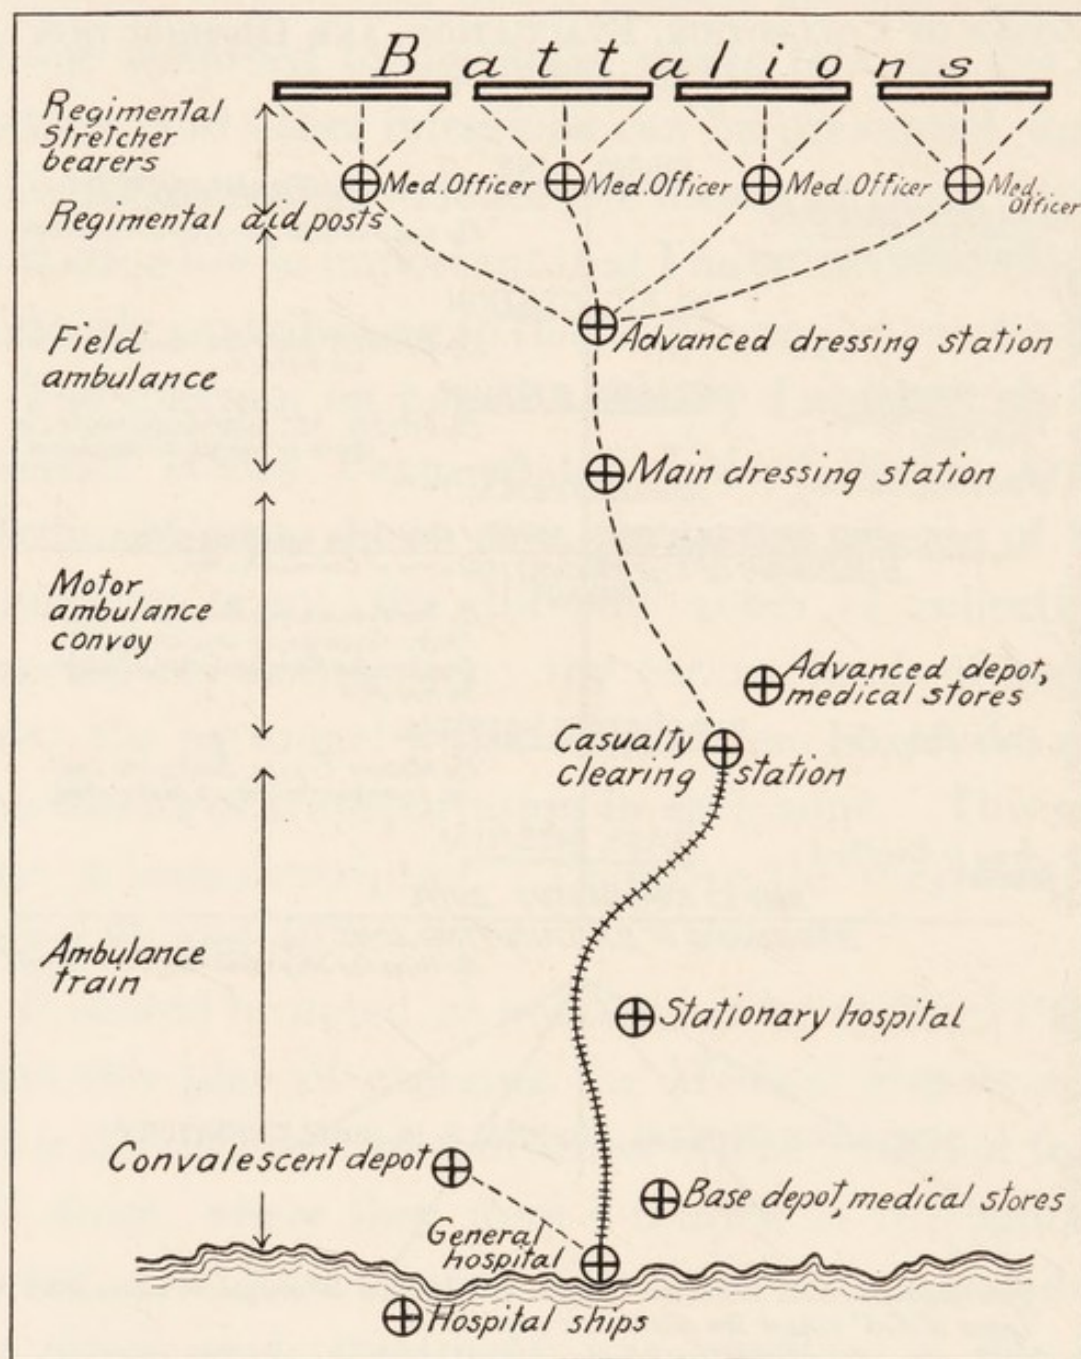 Battalions
Regimental
Stretcher
bearers
Med. Officer
Med. Officer
Med. Officer
Med.
Officer
Regimental aid posts
Field
ambulance
Advanced dressing station
Main dressing station
Motor
ambulance
convoy
Advanced depot,
medical stores
Casualty
clearing station
Ambulance
train
Stationary hospital
Convalescent depot
Base depot, medical stores
General
hospital
Hospital ships